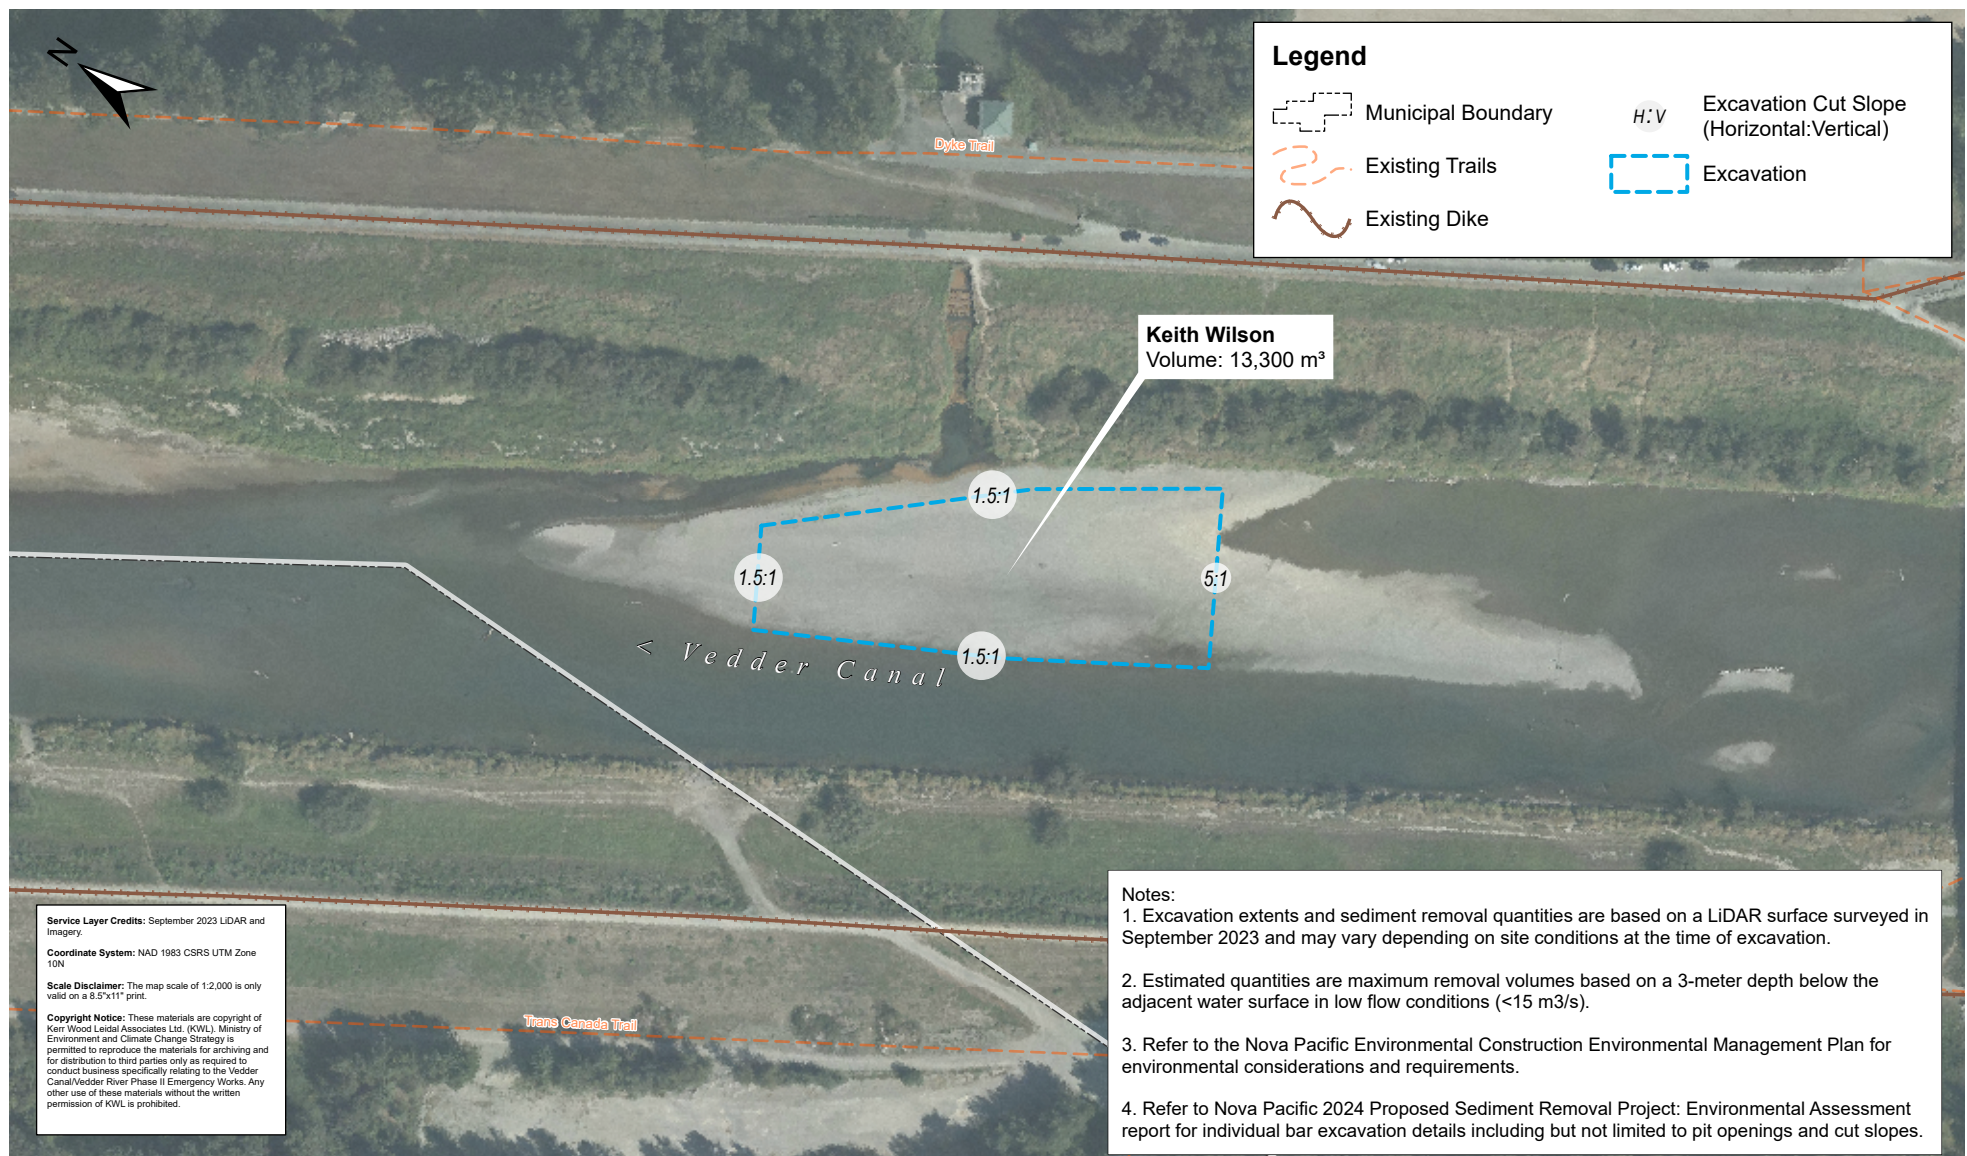 N
Legend
Municipal Boundary
Existing Trails
Existing Dike
H:V
Excavation Cut Slope
(Horizontal:Vertical)
Excavation
Dyke Trail
Keith Wilson
Volume: 13,300 m³
1.5:1
1.5:1
5:1
1.5:1
< Vedder Canal
Trans Canada Trail
Service Layer Credits: September 2023 LiDAR and
Imagery.
Coordinate System: NAD 1983 CSRS UTM Zone
10N
Scale Disclaimer: The map scale of 1:2,000 is only
valid on a 8.5"x11" print.
Copyright Notice: These materials are copyright of
Kerr Wood Leidal Associates Ltd. (KWL). Ministry of
Environment and Climate Change Strategy is
permitted to reproduce the materials for archiving and
for distribution to third parties only as required to
conduct business specifically relating to the Vedder
Canal/Vedder River Phase II Emergency Works. Any
other use of these materials without the written
permission of KWL is prohibited.
Notes:
1. Excavation extents and sediment removal quantities are based on a LiDAR surface surveyed in
September 2023 and may vary depending on site conditions at the time of excavation.
2. Estimated quantities are maximum removal volumes based on a 3-meter depth below the
adjacent water surface in low flow conditions (<15 m3/s).
3. Refer to the Nova Pacific Environmental Construction Environmental Management Plan for
environmental considerations and requirements.
4. Refer to Nova Pacific 2024 Proposed Sediment Removal Project: Environmental Assessment
report for individual bar excavation details including but not limited to pit openings and cut slopes.